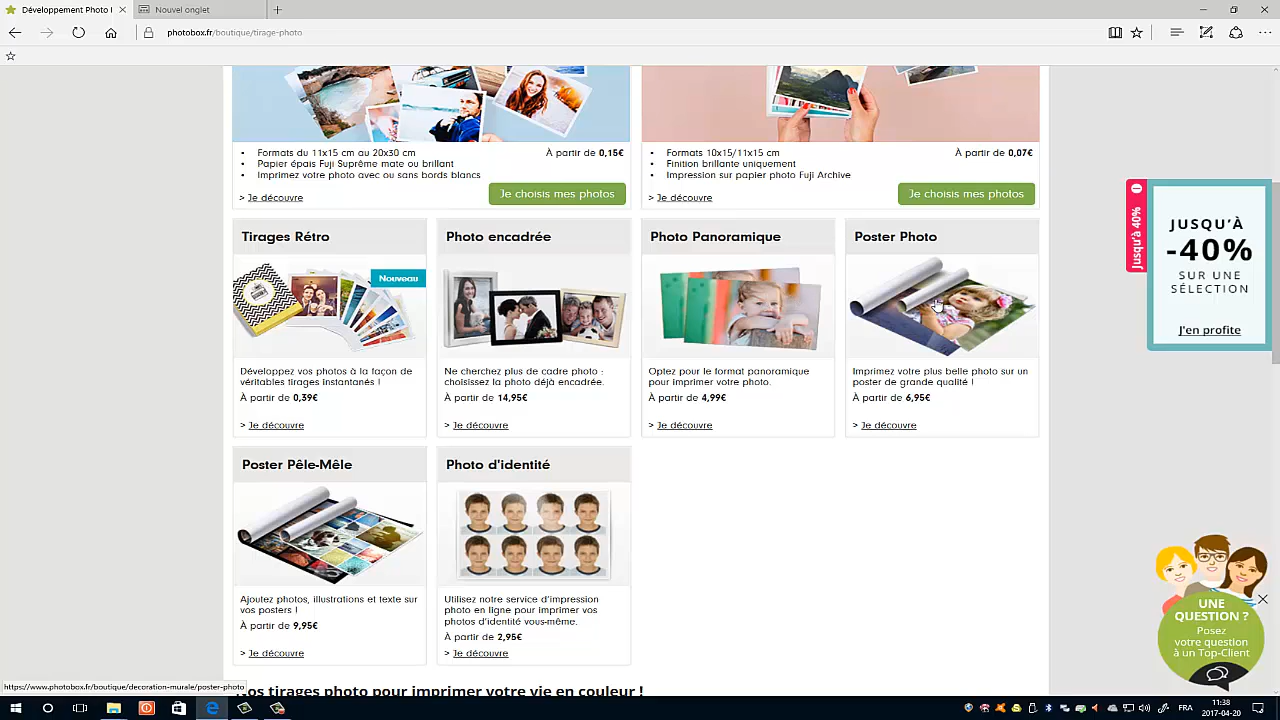 Développement Photo
Nouvel onglet
photobox.fr/boutique/tirage-photo
• Formats du 11x15 cm au 20x30 cm
À partir de 0,15€
• Papier épais Fuji Suprême mate ou brillant
• Imprimez votre photo avec ou sans bords blancs
> Je découvre
Je choisis mes photos
• Formats 10x15/11x15 cm
À partir de 0,07€
• Finition brillante uniquement
• Impression sur papier photo Fuji Archive
> Je découvre
Je choisis mes photos
Jusqu'à 40%
JUSQU'À
-40%
SUR UNE
SÉLECTION
J'en profite
Tirages Rétro
Nouveau
Développez vos photos à la façon de
véritables tirages instantanés !
À partir de 0,39€
> Je découvre
Photo encadrée
Ne cherchez plus de cadre photo :
choisissez la photo déjà encadrée.
À partir de 14,95€
> Je découvre
Photo Panoramique
Optez pour le format panoramique
pour imprimer votre photo.
À partir de 4,99€
> Je découvre
Poster Photo
Imprimez votre plus belle photo sur un
poster de grande qualité !
À partir de 6,95€
> Je découvre
Poster Pêle-Mêle
Ajoutez photos, illustrations et texte sur
vos posters !
À partir de 9,95€
> Je découvre
Photo d'identité
Utilisez notre service d'impression
photo en ligne pour imprimer vos
photos d'identité vous-même.
À partir de 2,95€
> Je découvre
UNE
QUESTION ?
Posez
votre question
à un Top-Client
https://www.photobox.fr/boutique/decoration-murale/poster-photo
Nos tirages photo pour imprimer votre vie en couleur !
FRA
11:38
2017-04-20